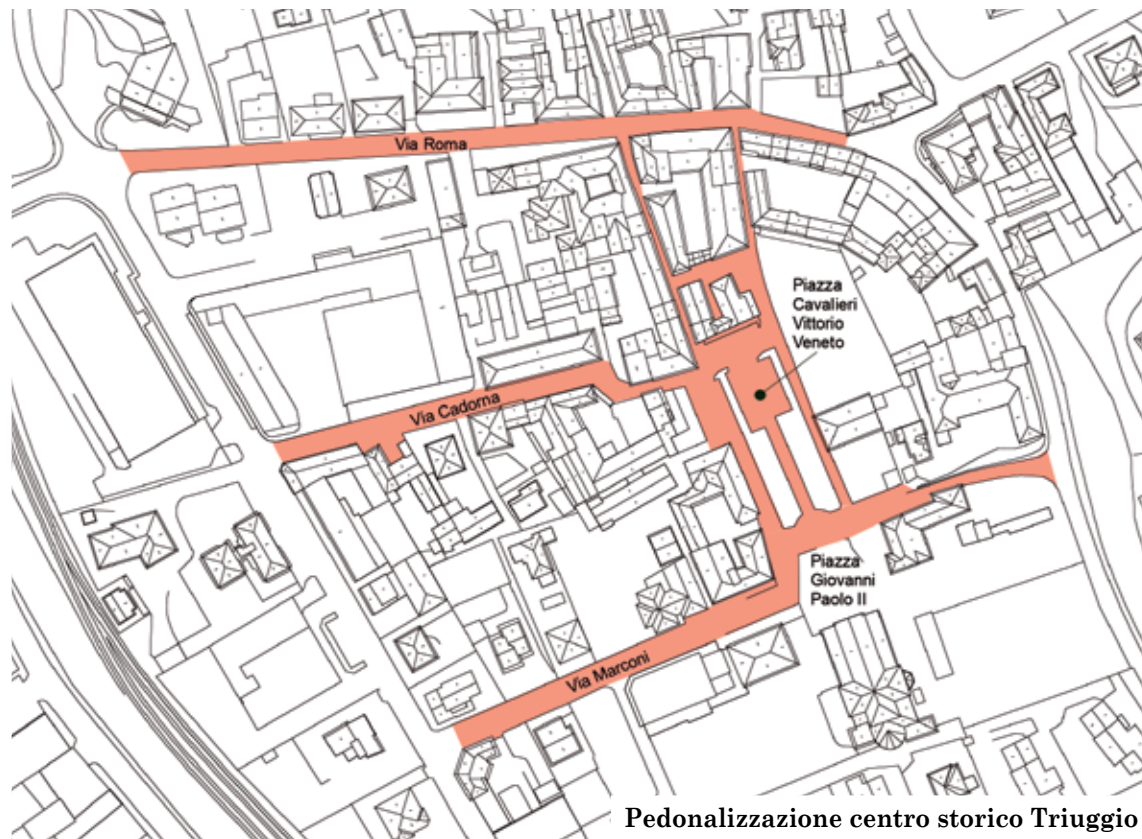 Via Roma
Piazza
Cavalieri
Vittorio
Veneto
Via Cadorna
Piazza
Giovanni
Paolo II
Via Marconi
Pedonalizzazione centro storico Triuggio